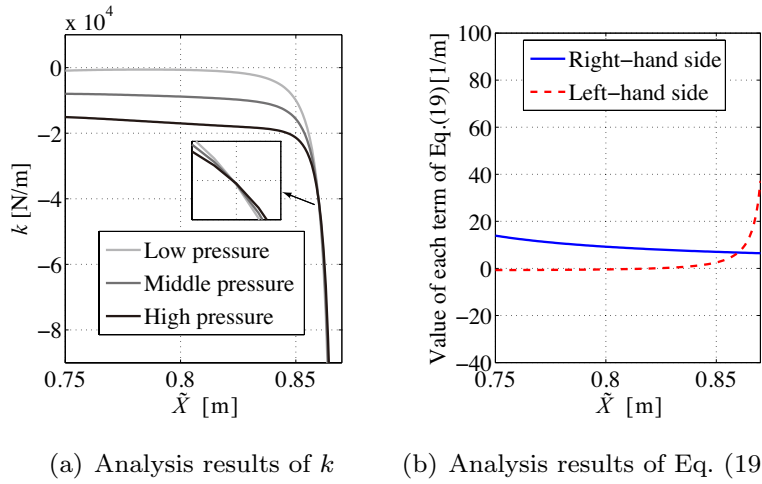 x 10⁴
0
−2
−4
−6
−8
k [N/m]
Low pressure
Middle pressure
High pressure
0.75 0.8 0.85
X̃ [m]
(a) Analysis results of k
100
80
60
40
20
0
−20
−40
Value of each term of Eq.(19) [1/m]
Right−hand side
Left−hand side
0.75 0.8 0.85
X̃ [m]
(b) Analysis results of Eq. (19